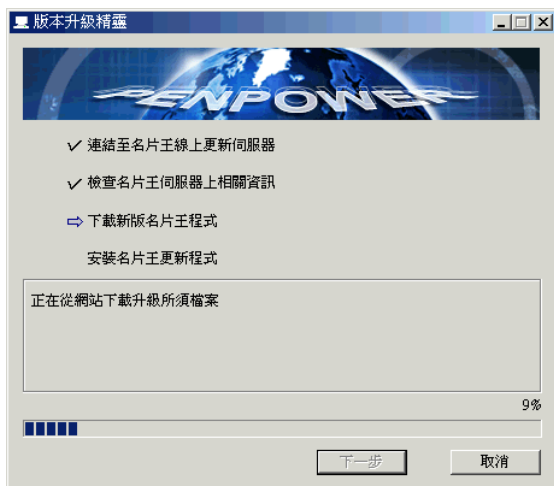 版本升級精靈
PENPOWER
連結至名片王線上更新伺服器
檢查名片王伺服器上相關資訊
下載新版名片王程式
安裝名片王更新程式
正在從網站下載升級所須檔案
9%
下一步
取消